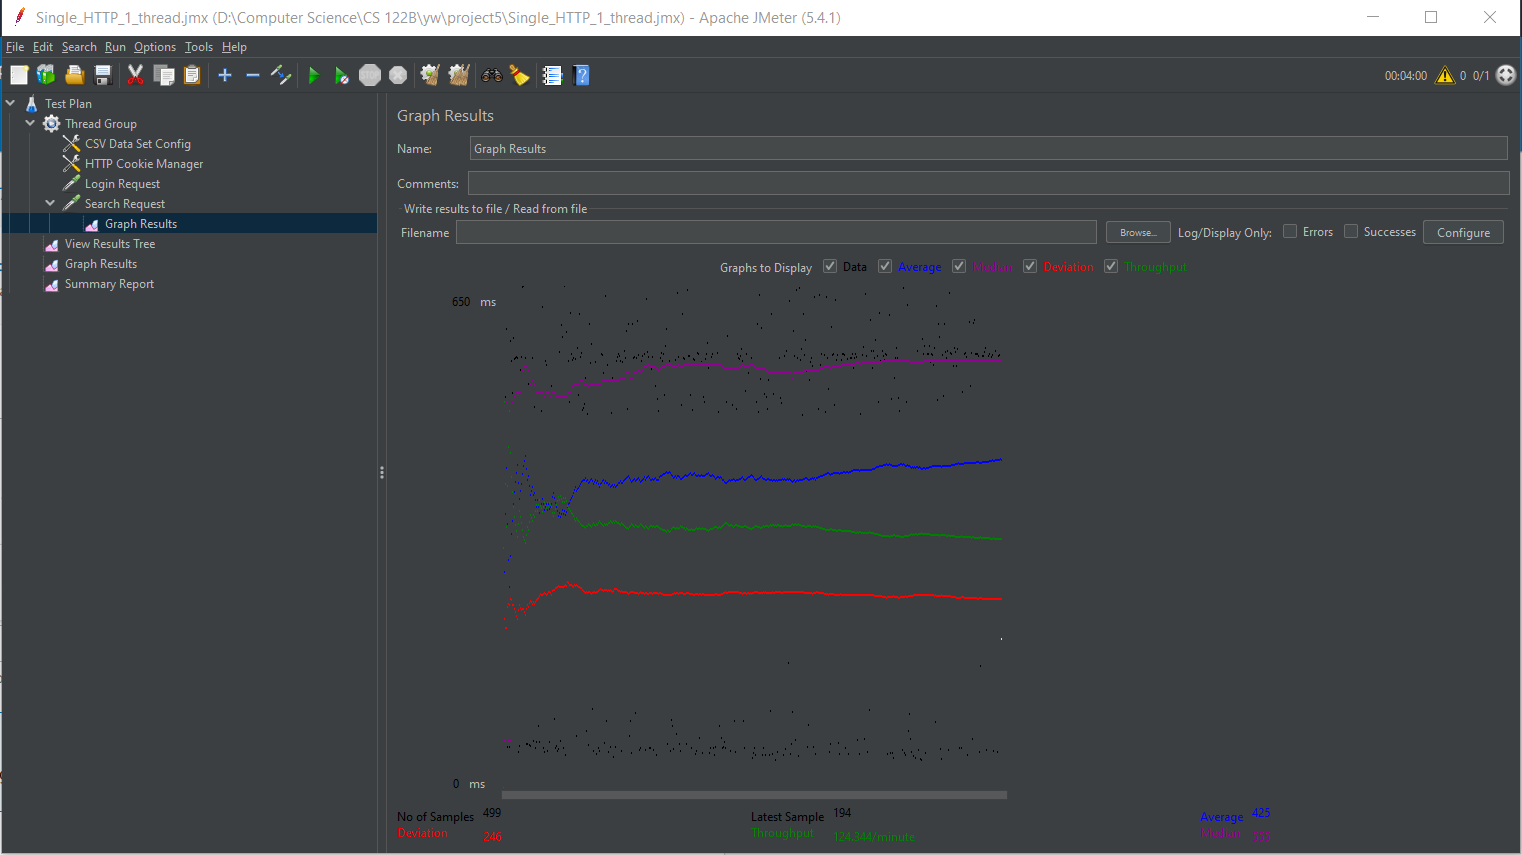 Single_HTTP_1_thread.jmx (D:\Computer Science\CS 122B\yw\project5\Single_HTTP_1_thread.jmx) - Apache JMeter (5.4.1)
File Edit Search Run Options Tools Help
STOP 00:04:00 0 0/1
Test Plan
Thread Group
CSV Data Set Config
HTTP Cookie Manager
Login Request
Search Request
Graph Results
View Results Tree
Graph Results
Summary Report
Graph Results
Name: Graph Results
Comments:
Write results to file / Read from file
Filename Browse... Log/Display Only: Errors Successes Configure
Graphs to Display Data Average Median Deviation Throughput
650 ms
0 ms
No of Samples 499 Latest Sample 194 Average 425
Deviation 246 Throughput 124.344/minute Median